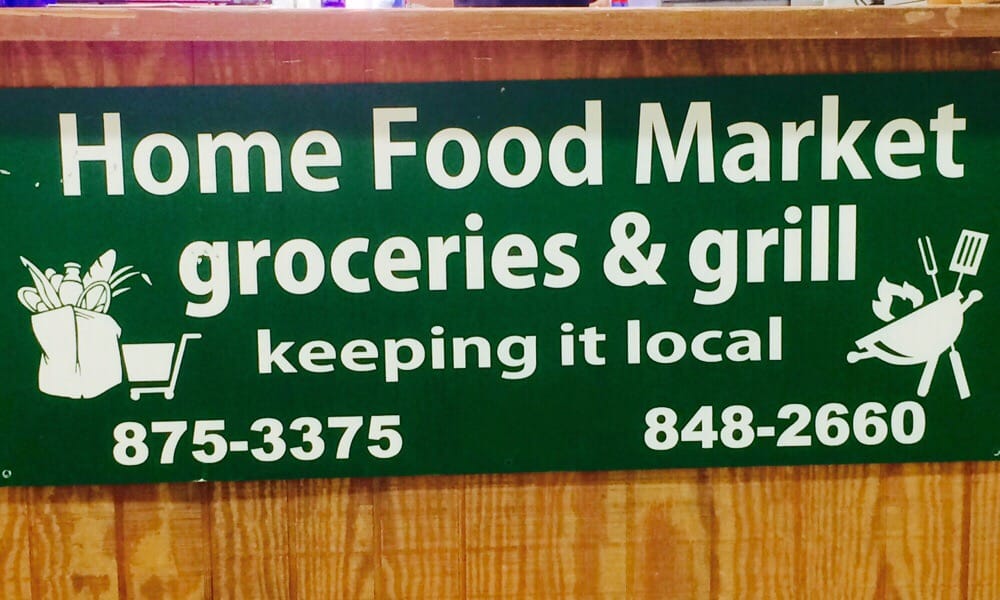 Home Food Market
groceries & grill
keeping it local
875-3375 848-2660